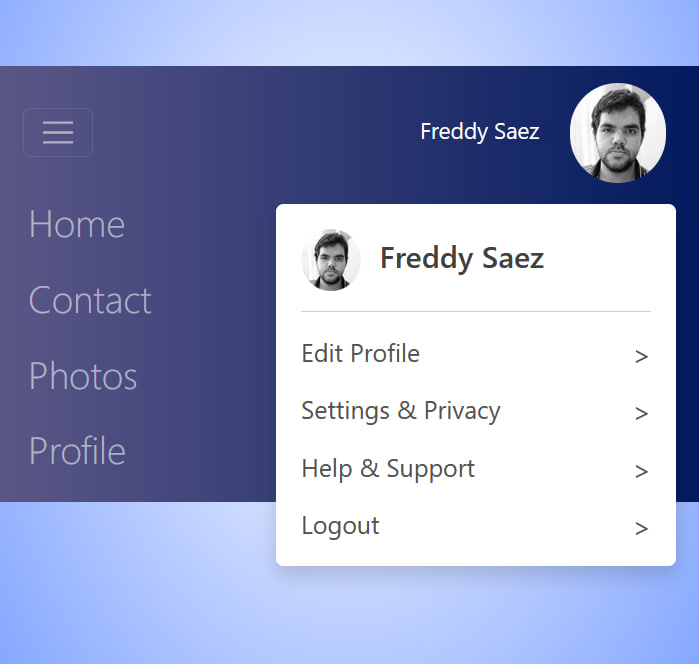 Freddy Saez
Home
Contact
Photos
Profile
Freddy Saez
Edit Profile >
Settings & Privacy >
Help & Support >
Logout >